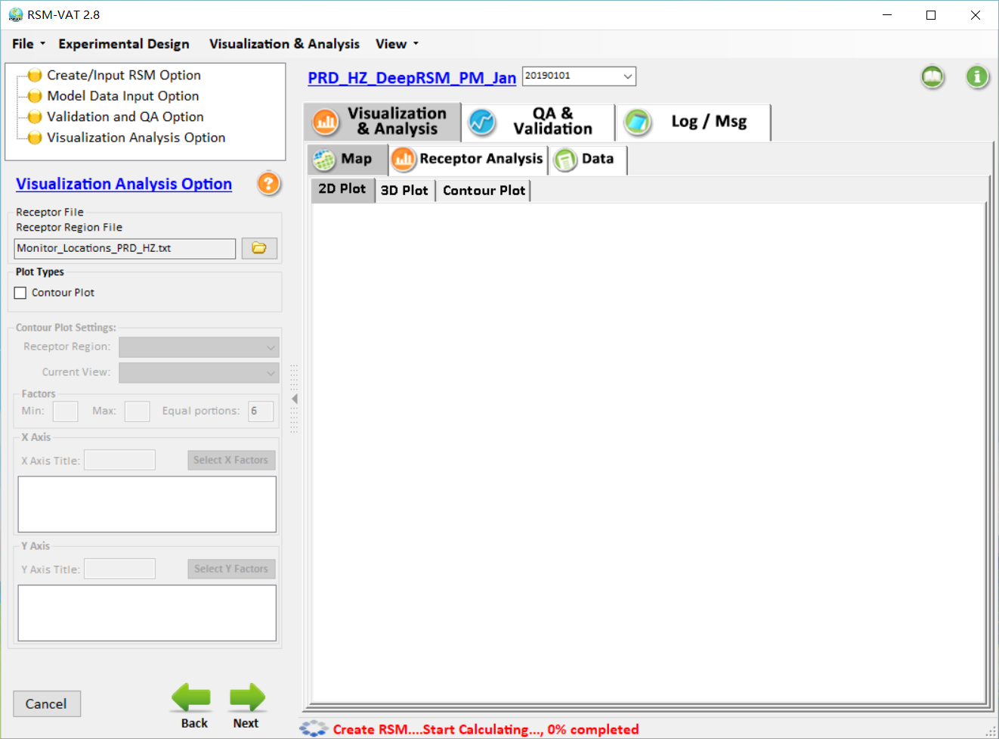 RSM-VAT 2.8
File Experimental Design Visualization & Analysis View
Create/Input RSM Option
Model Data Input Option
Validation and QA Option
Visualization Analysis Option
Visualization Analysis Option
Receptor File
Receptor Region File
Monitor_Locations_PRD_HZ.txt
Plot Types
Contour Plot
Contour Plot Settings:
Receptor Region:
Current View:
Factors
Min: Max: Equal portions: 6
X Axis
X Axis Title: Select X Factors
Y Axis
Y Axis Title: Select Y Factors
Cancel
Back Next
PRD_HZ_DeepRSM_PM_Jan 20190101
Visualization
& Analysis
QA &
Validation
Log / Msg
Map Receptor Analysis Data
2D Plot 3D Plot Contour Plot
Create RSM....Start Calculating..., 0% completed